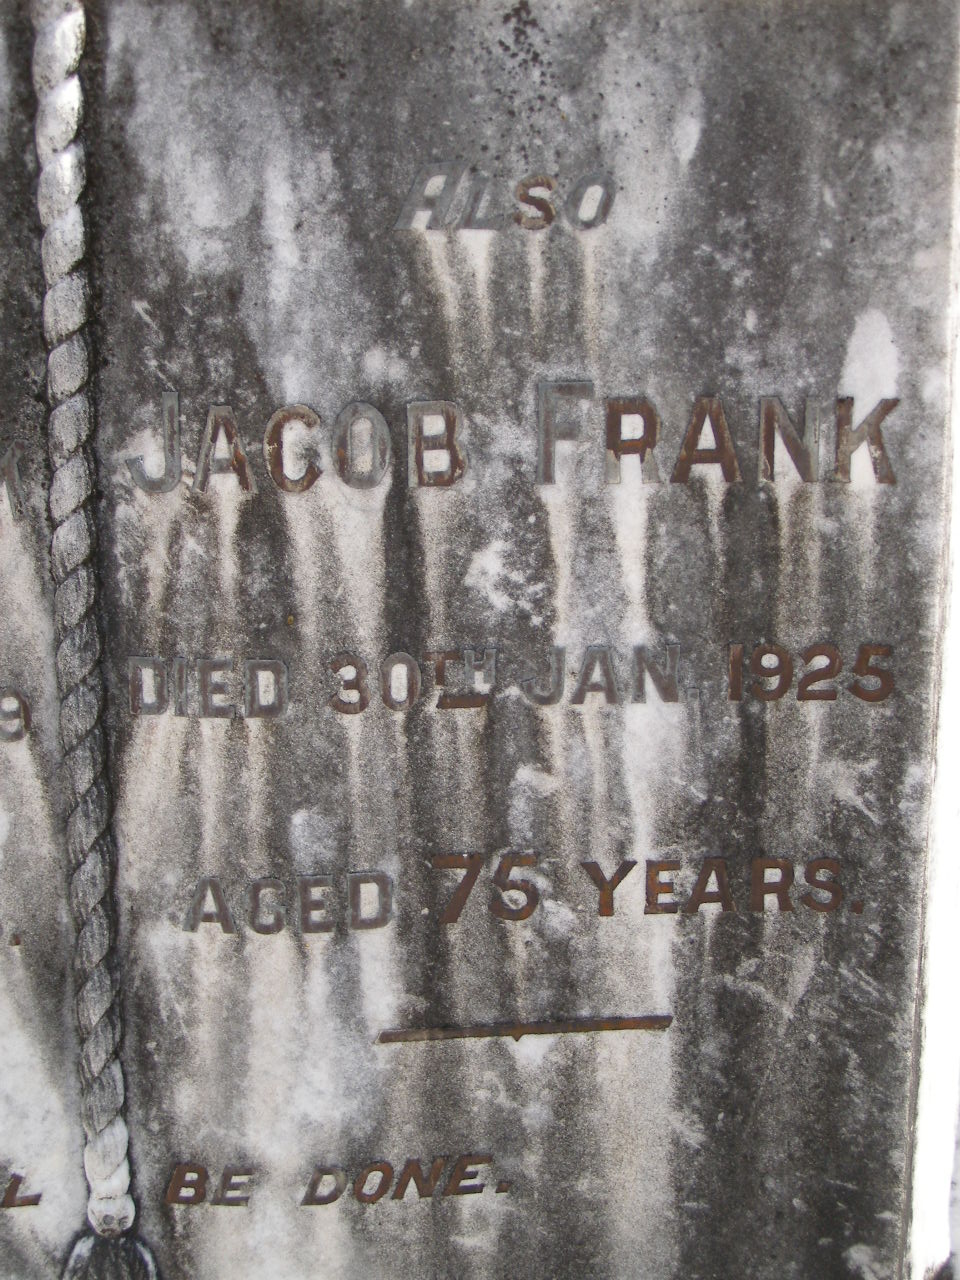 ALSO
JACOB FRANK
DIED 30TH JAN. 1925
AGED 75 YEARS.
BE DONE.